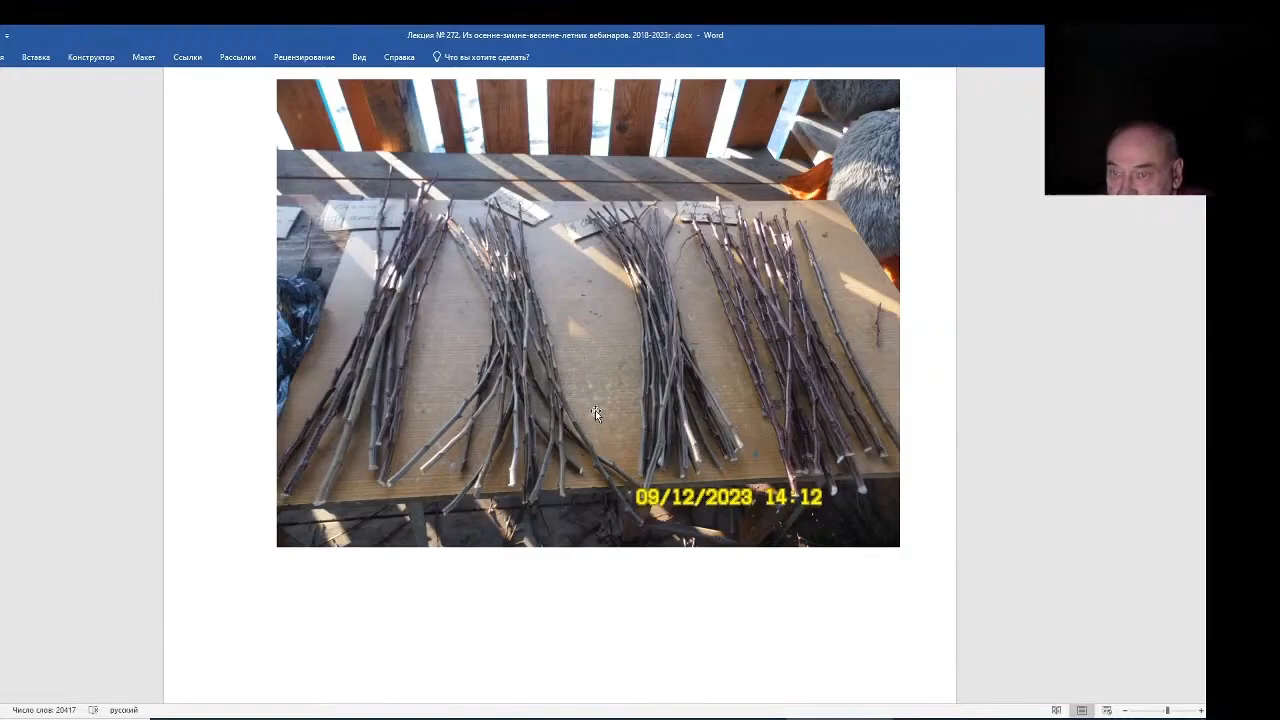 Лекция № 272. Из осенне-зимне-весенне-летних вебинаров. 2018-2023г..docx - Word
Вставка Конструктор Макет Ссылки Рассылки Рецензирование Вид Справка Что вы хотите сделать?
09/12/2023 14:12
Число слов: 20417 русский